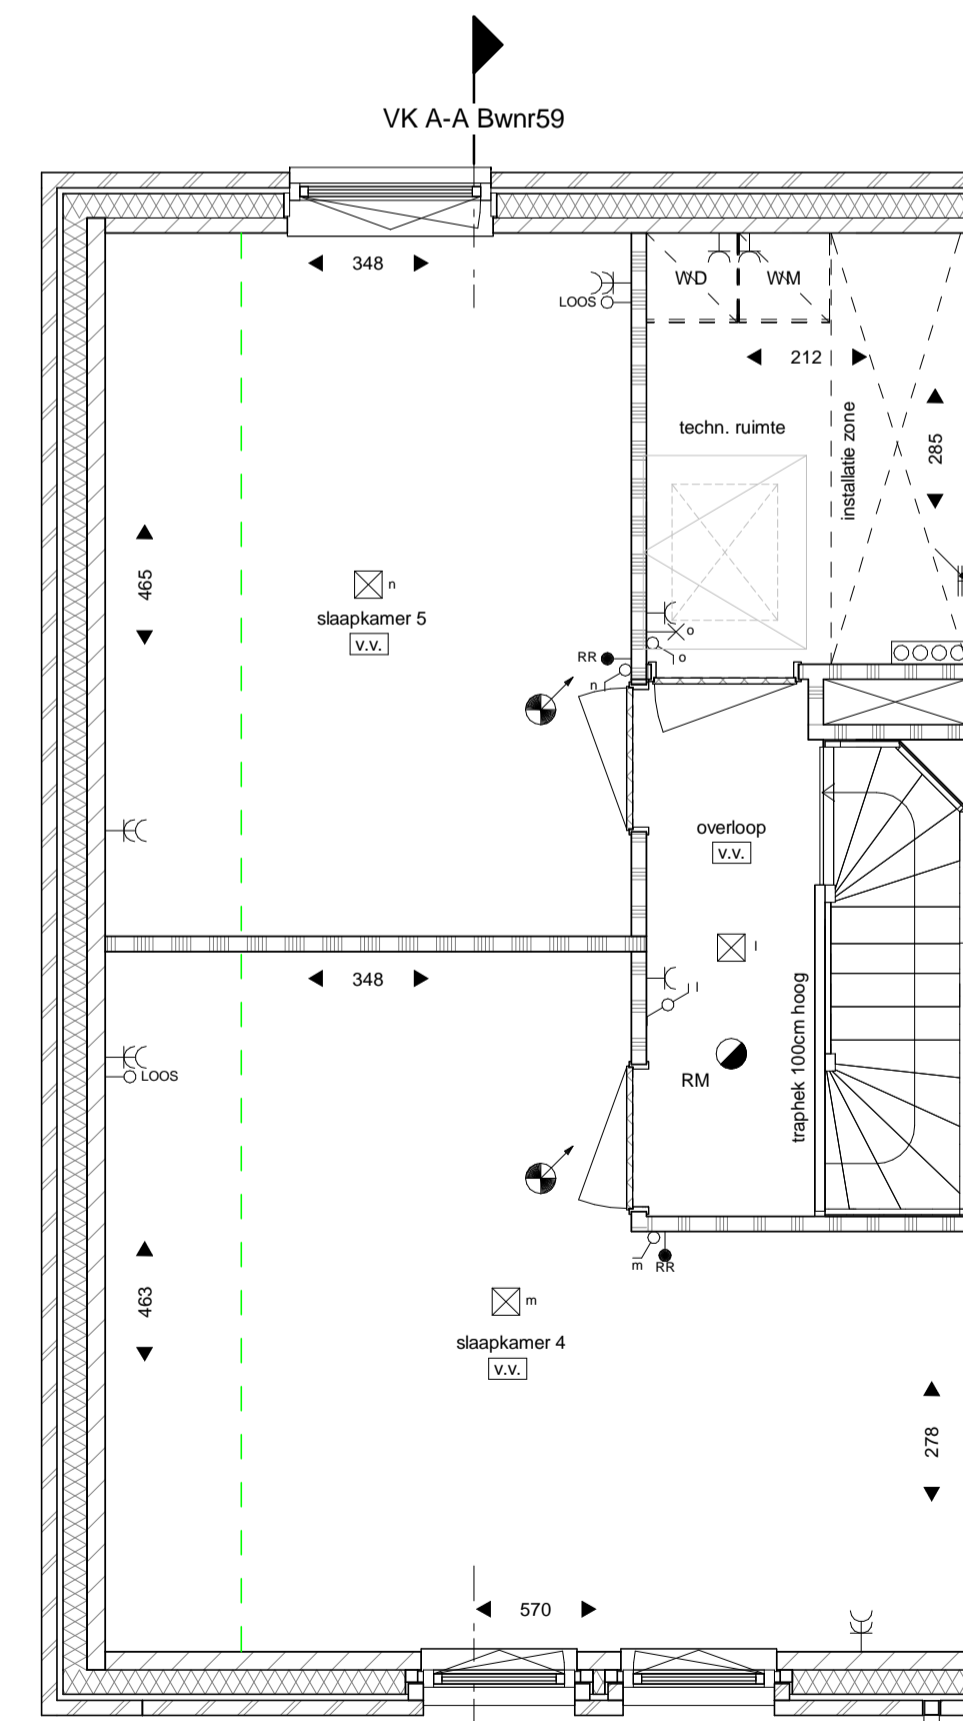 VK A-A Bwnr59
348
WD
WM
LOOS
212
techn. ruimte
installatie zone
285
465
n
slaapkamer 5
v.v.
o
o
RR
n
overloop
v.v.
l
348
l
LOOS
RM
traphek 100cm hoog
m
RR
463
m
slaapkamer 4
v.v.
278
570